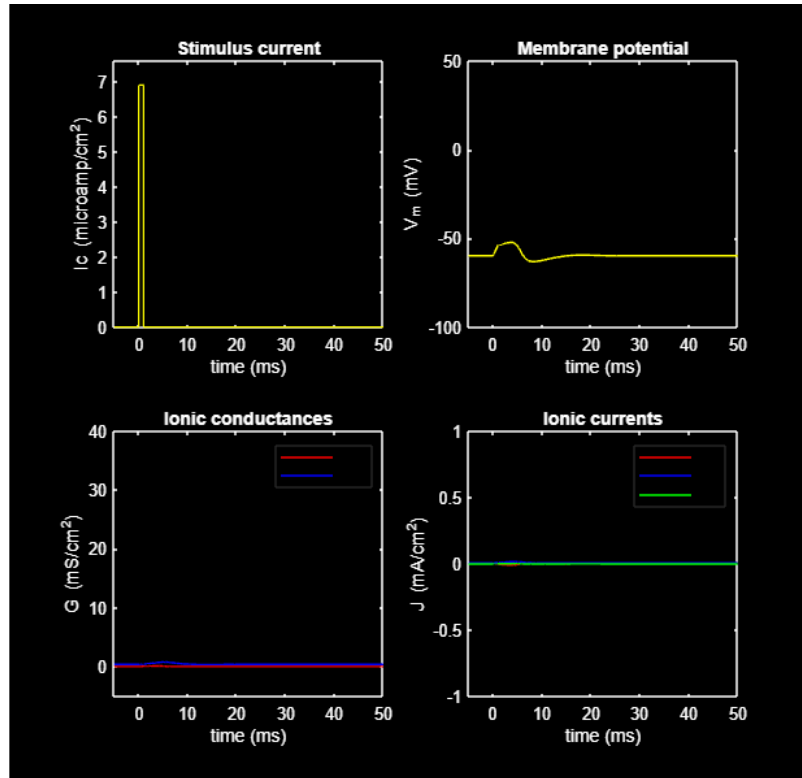 Stimulus current
Membrane potential
7
6
5
4
3
2
1
0
Ic (microamp/cm²)
0 10 20 30 40 50
time (ms)
50
0
-50
-100
Vₘ (mV)
0 10 20 30 40 50
time (ms)
Ionic conductances
Ionic currents
40
30
20
10
0
G (mS/cm²)
0 10 20 30 40 50
time (ms)
1
0.5
0
-0.5
-1
J (mA/cm²)
0 10 20 30 40 50
time (ms)